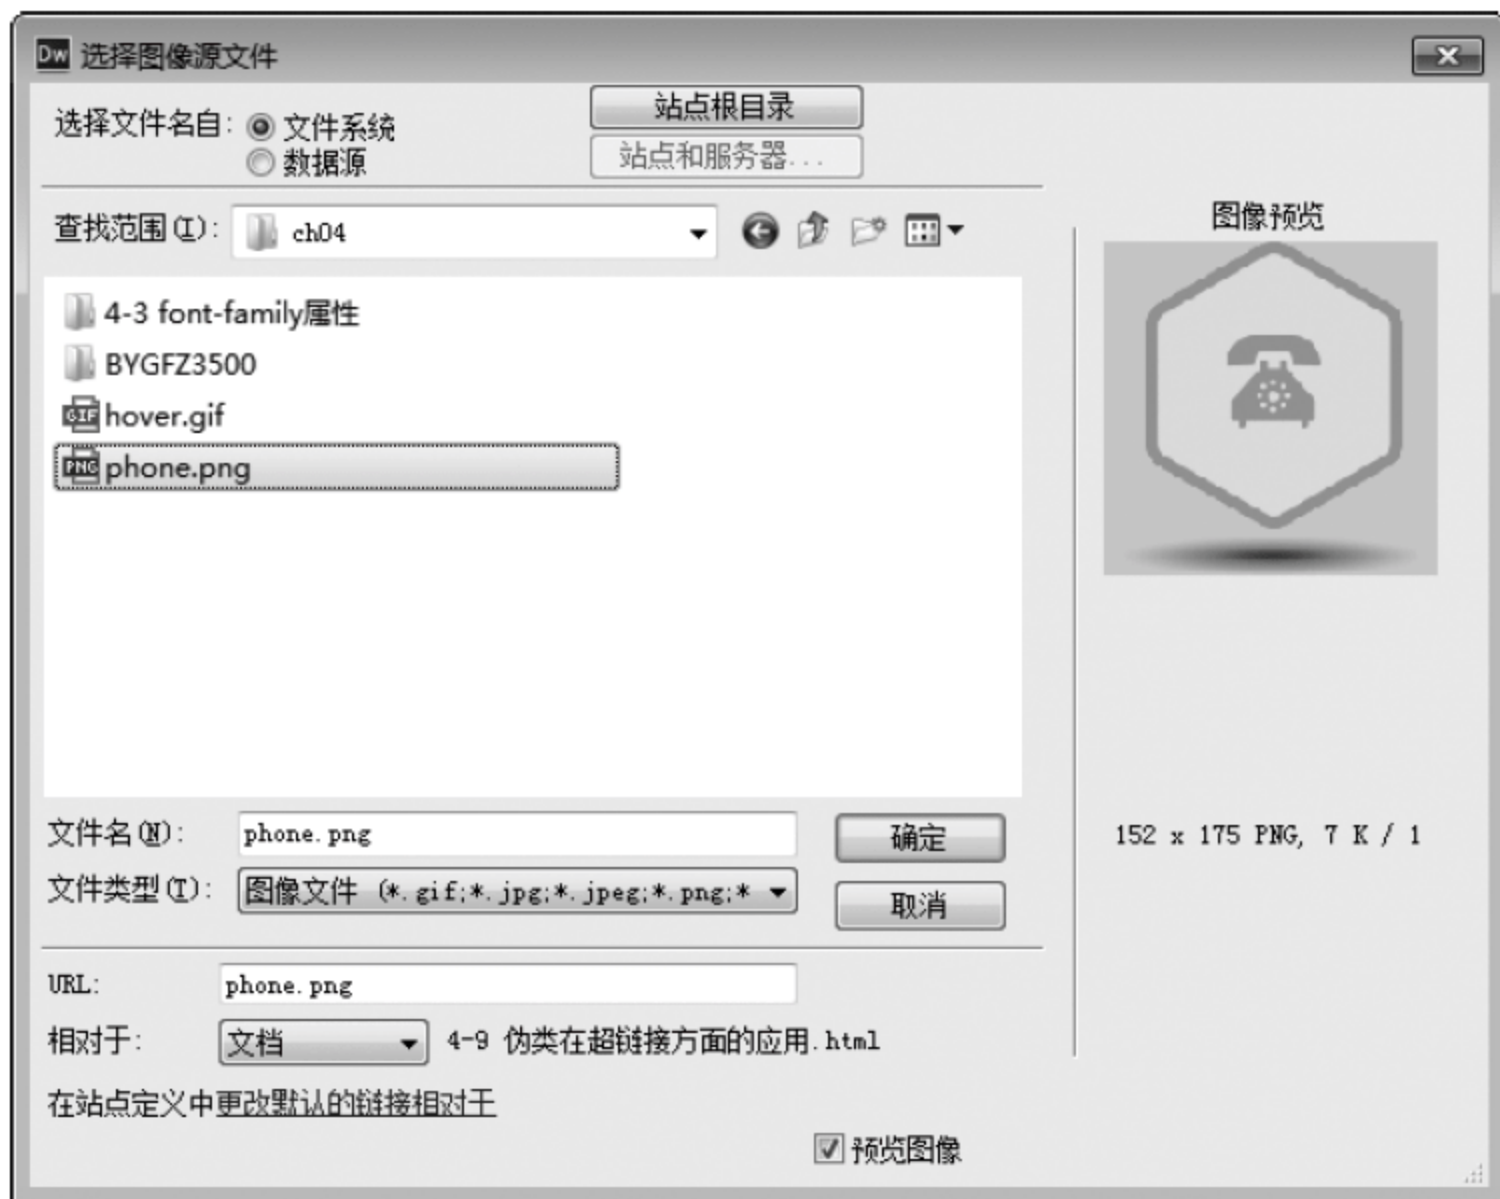 Dw 选择图像源文件
选择文件名自: 文件系统
数据源
站点根目录
站点和服务器...
查找范围(I): ch04
4-3 font-family属性
BYGFZ3500
GIF hover.gif
PNG phone.png
文件名(N): phone.png 确定
文件类型(T): 图像文件 (*.gif;*.jpg;*.jpeg;*.png;* 取消
URL: phone.png
相对于: 文档 4-9 伪类在超链接方面的应用.html
在站点定义中更改默认的链接相对于
预览图像
图像预览
152 x 175 PNG, 7 K / 1